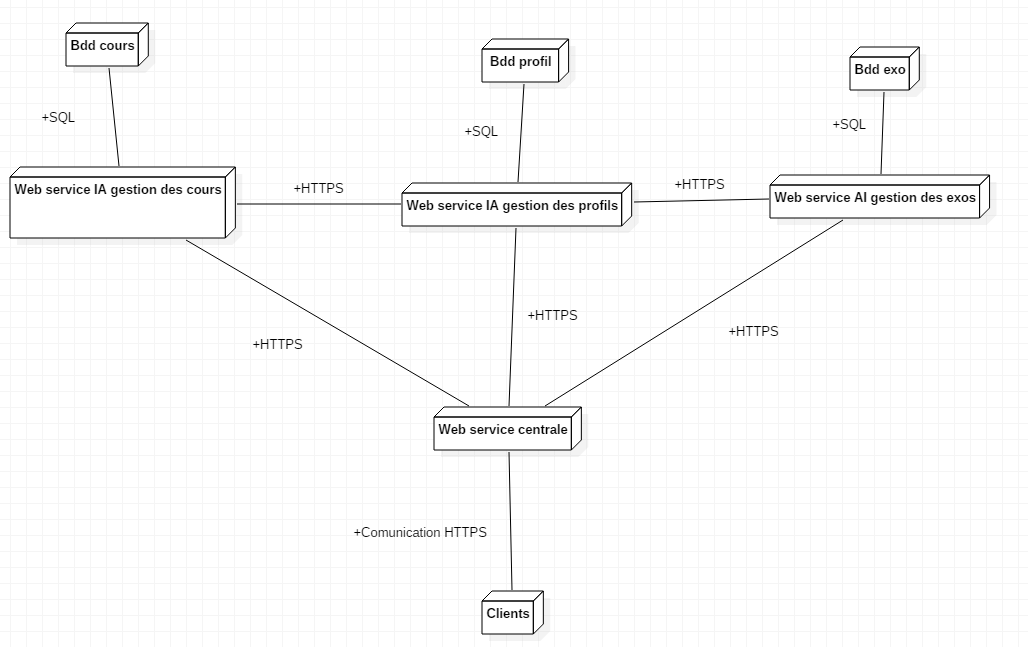 Bdd cours
Bdd profil
Bdd exo
+SQL
+SQL
+SQL
Web service IA gestion des cours
+HTTPS
Web service IA gestion des profils
+HTTPS
Web service AI gestion des exos
+HTTPS
+HTTPS
+HTTPS
Web service centrale
+Comunication HTTPS
Clients